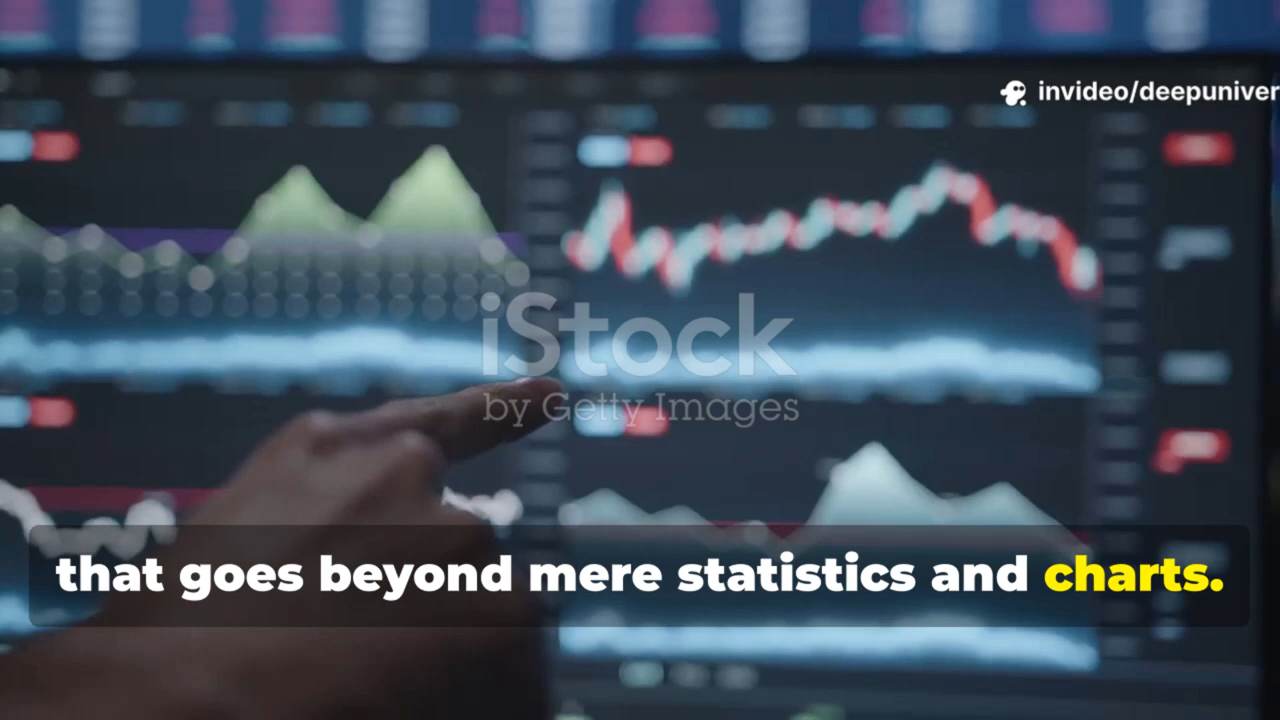 invideo/deepuniver
iStock
by Getty Images
that goes beyond mere statistics and charts.